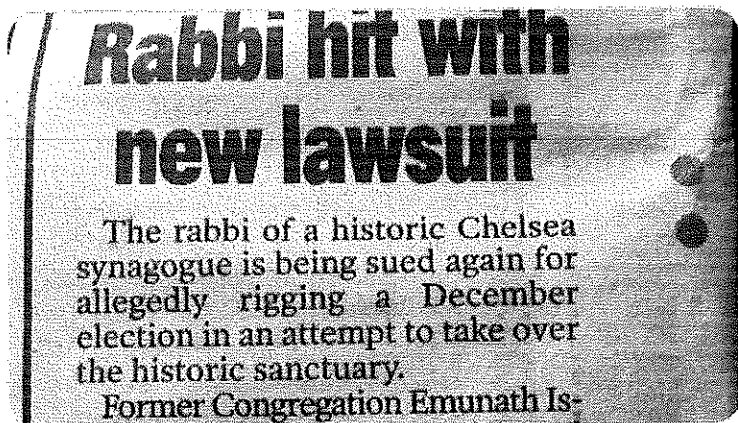 Rabbi hit with
new lawsuit
The rabbi of a historic Chelsea
synagogue is being sued again for
allegedly rigging a December
election in an attempt to take over
the historic sanctuary.
Former Congregation Emunath Is-